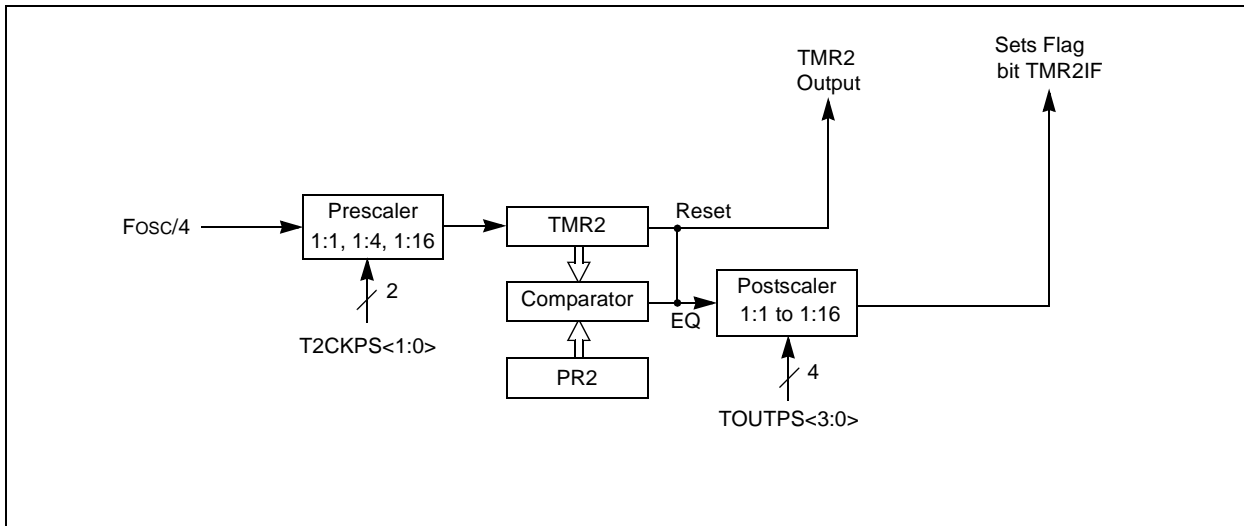 Sets Flag
bit TMR2IF
TMR2
Output
Prescaler
1:1, 1:4, 1:16
FOSC/4
TMR2
Reset
2
Comparator
EQ
Postscaler
1:1 to 1:16
T2CKPS<1:0>
PR2
4
TOUTPS<3:0>